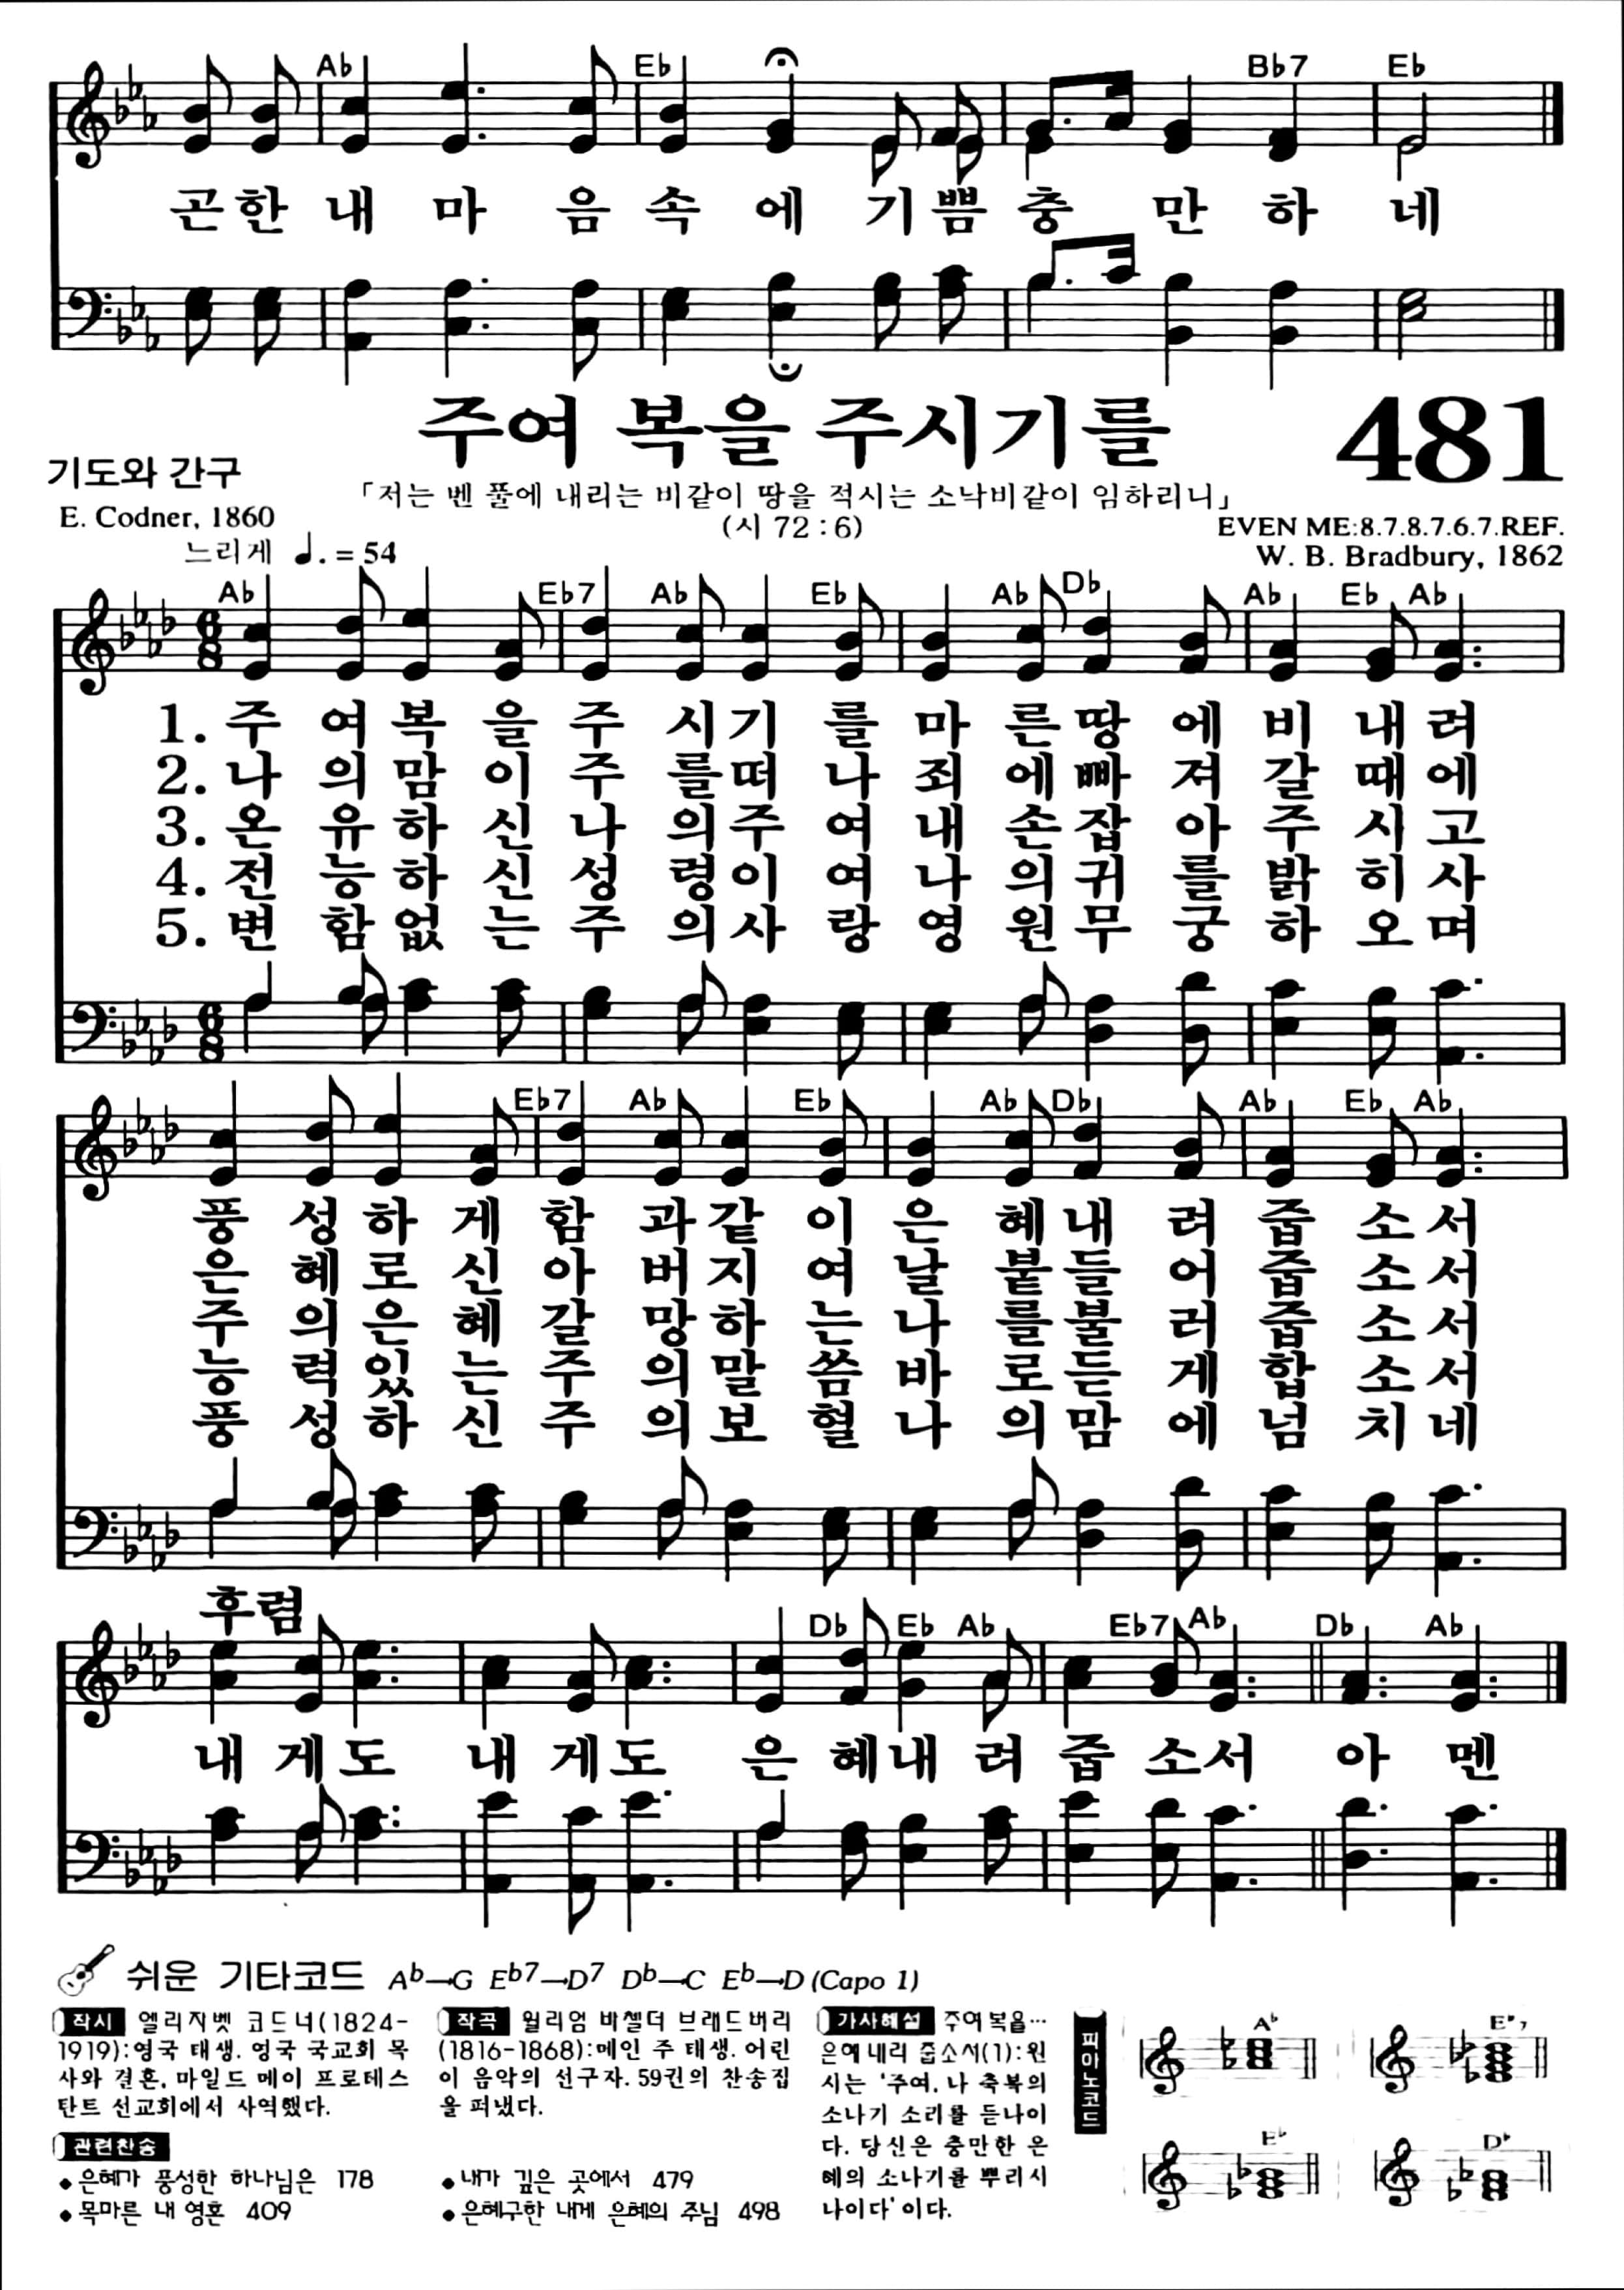 Ab Eb Bb7 Eb
곤한 내 마 음 속 에 기 쁨 충 만 하 네
주여 복을 주시기를 481
기도와 간구
「저는 벤 풀에 내리는 비같이 땅을 적시는 소낙비같이 임하리니」
E. Codner, 1860
(시 72:6)
EVEN ME:8.7.8.7.6.7.REF.
느리게 ♩. = 54
W. B. Bradbury, 1862
Ab Eb7 Ab Eb Ab Db Ab Eb Ab
1. 주 여 복 을 주 시 기 를 마 른 땅 에 비 내 려
2. 나 의 맘 이 주 를 떠 나 죄 에 빠 져 갈 때 에
3. 온 유 하 신 나 의 주 여 내 손 잡 아 주 시 고
4. 전 능 하 신 성 령 이 여 나 의 귀 를 밝 히 사
5. 변 함 없 는 주 의 사 랑 영 원 무 궁 하 오 며
Eb7 Ab Eb Ab Db Ab Eb Ab
풍 성 하 게 함 과 같 이 은 혜 내 려 줍 소 서
은 혜 로 신 아 버 지 여 날 붙 들 어 줍 소 서
주 의 은 혜 갈 망 하 는 나 를 불 러 줍 소 서
능 력 있 는 주 의 말 씀 바 로 듣 게 합 소 서
풍 성 하 신 주 의 보 혈 나 의 맘 에 넘 치 네
후렴
Db Eb Ab Eb7 Ab Db Ab
내 게 도 내 게 도 은 혜 내 려 줍 소 서 아 멘
쉬운 기타코드 Ab→G Eb7→D7 Db→C Eb→D (Capo 1)
작시 엘리자벳 코드너(1824-
1919):영국 태생. 영국 국교회 목
사와 결혼, 마일드 메이 프로테스
탄트 선교회에서 사역했다.
작곡 윌리엄 바첼더 브래드버리
(1816-1868):메인 주 태생. 어린
이 음악의 선구자. 59권의 찬송집
을 펴냈다.
가사해설 주여 복을…
은혜 내리 줍소서(1):원
시는 '주여, 나 축복의
소나기 소리를 듣나이
다. 당신은 충만한 은
혜의 소나기를 뿌리시
나이다' 이다.
관련찬송
● 은혜가 풍성한 하나님은 178
● 목마른 내 영혼 409
● 내가 깊은 곳에서 479
● 은혜구한 내게 은혜의 주님 498
피아노코드
Ab E♭7
Eb Db